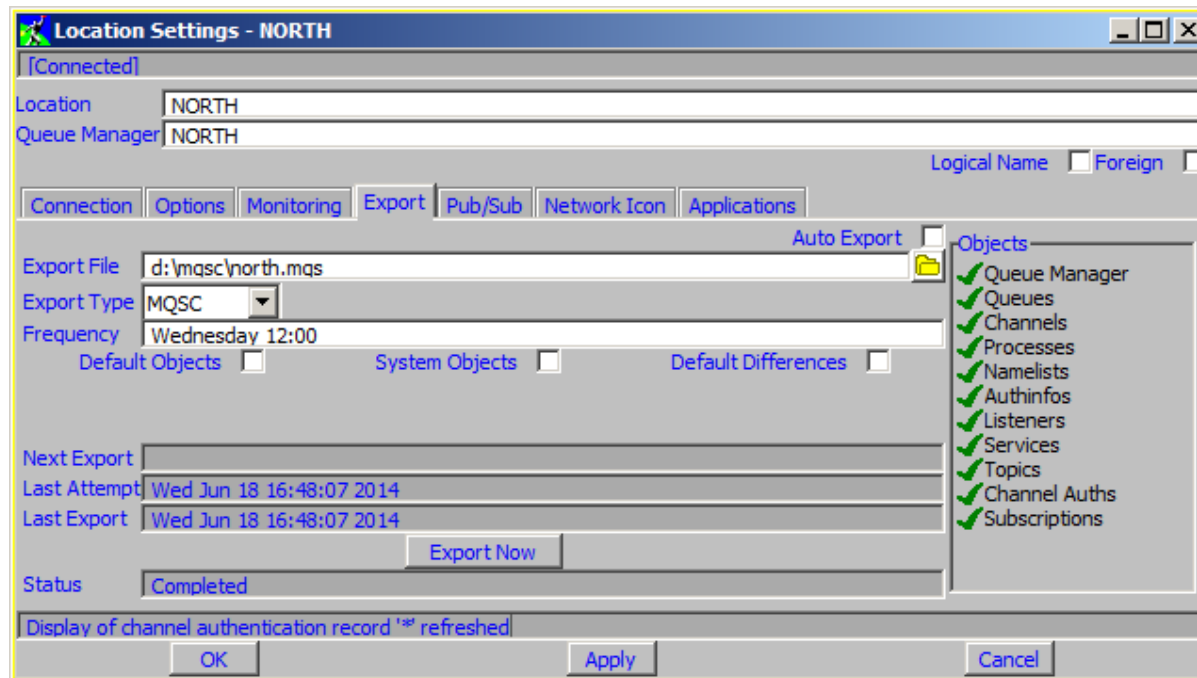 Location Settings - NORTH
[Connected]
Location NORTH
Queue Manager NORTH
Logical Name Foreign
Connection Options Monitoring Export Pub/Sub Network Icon Applications
Auto Export
Export File d:\mqsc\north.mqs
Export Type MQSC
Frequency Wednesday 12:00
Default Objects System Objects Default Differences
Next Export
Last Attempt Wed Jun 18 16:48:07 2014
Last Export Wed Jun 18 16:48:07 2014
Export Now
Status Completed
Objects
Queue Manager
Queues
Channels
Processes
Namelists
Authinfos
Listeners
Services
Topics
Channel Auths
Subscriptions
Display of channel authentication record '*' refreshed
OK Apply Cancel